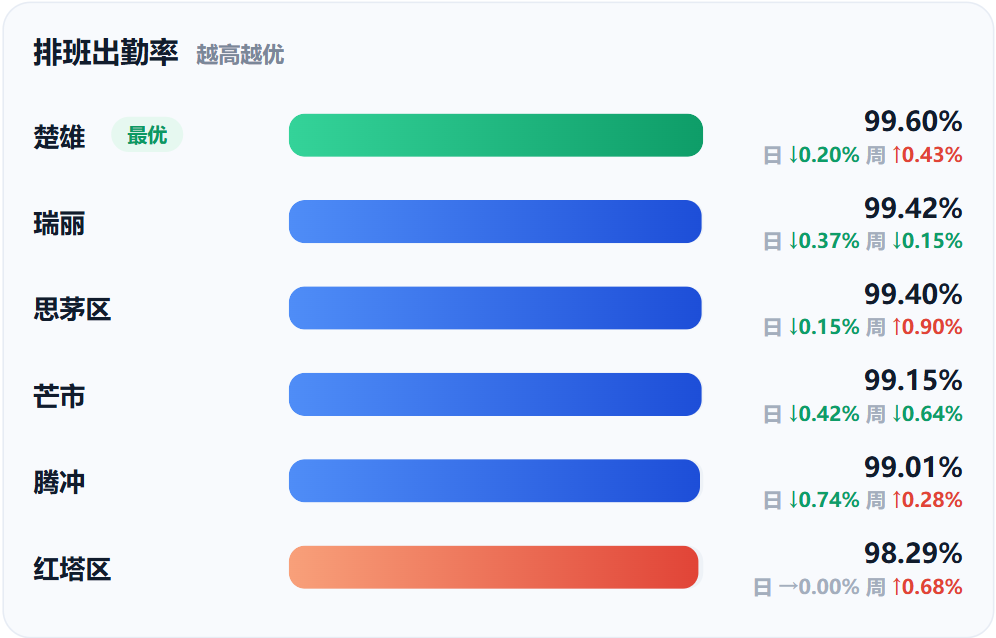 排班出勤率 越高越优
楚雄 最优 99.60%
日 ↓0.20% 周 ↑0.43%
瑞丽 99.42%
日 ↓0.37% 周 ↓0.15%
思茅区 99.40%
日 ↓0.15% 周 ↑0.90%
芒市 99.15%
日 ↓0.42% 周 ↓0.64%
腾冲 99.01%
日 ↓0.74% 周 ↑0.28%
红塔区 98.29%
日 →0.00% 周 ↑0.68%